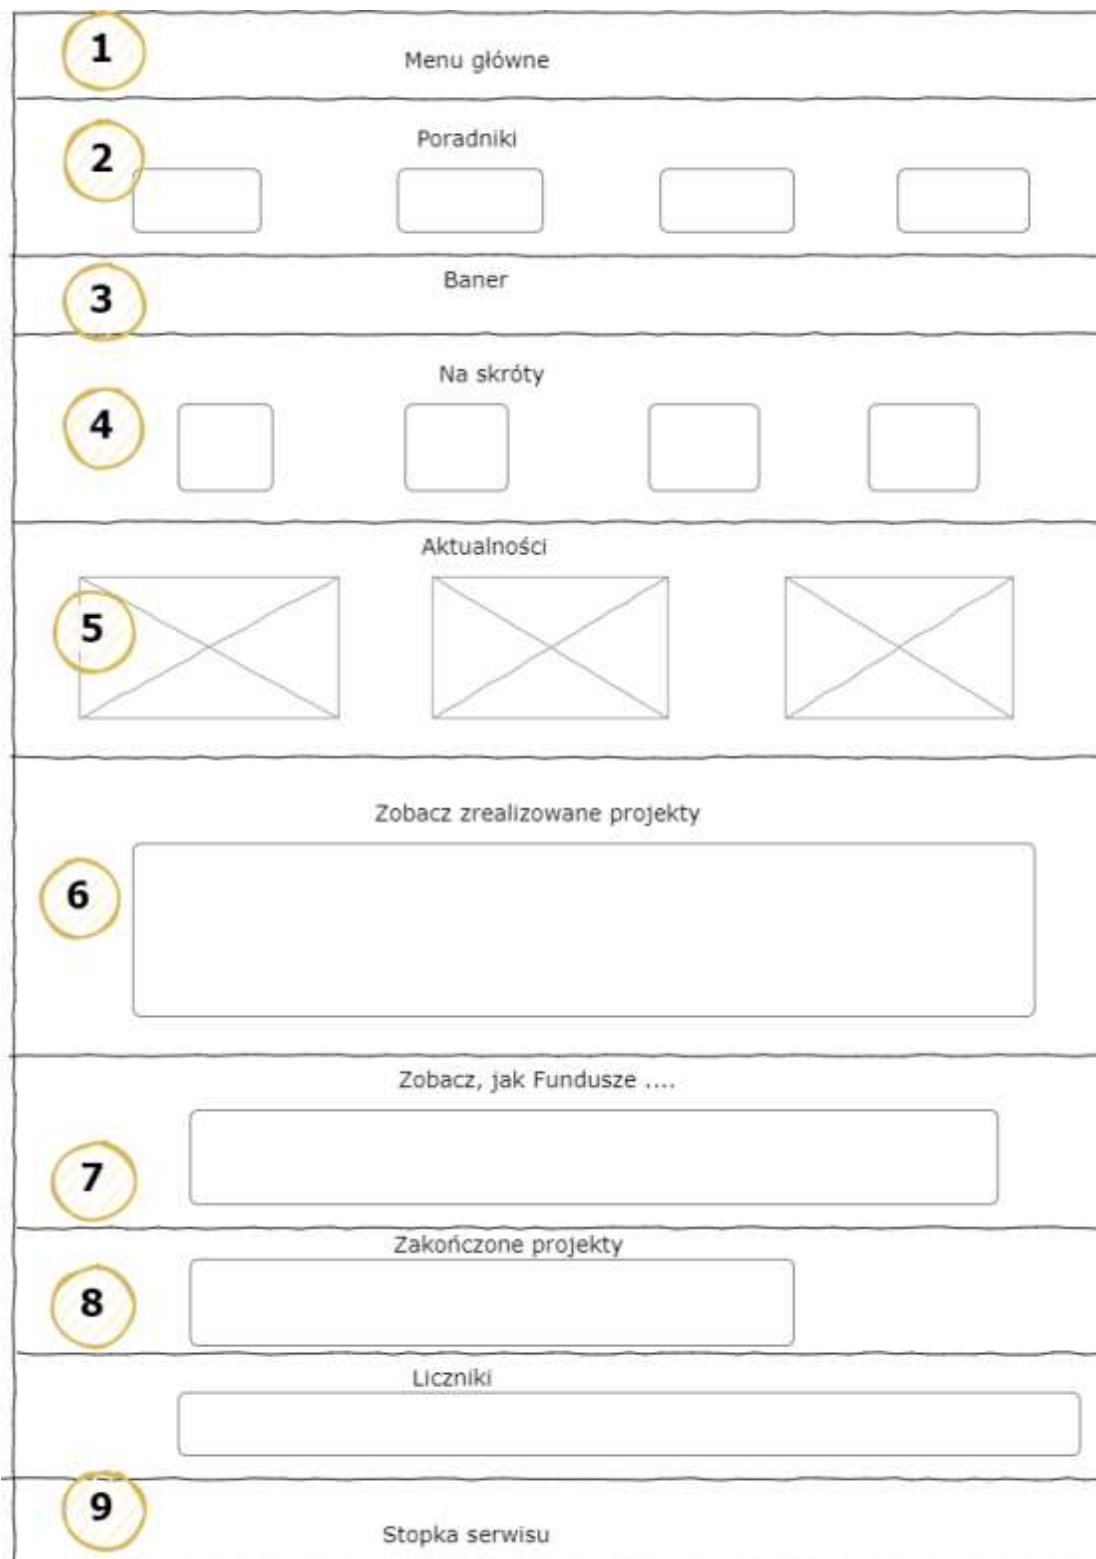 1
Menu główne
2
Poradniki
3
Baner
4
Na skróty
Aktualności
5
Zobacz zrealizowane projekty
6
Zobacz, jak Fundusze ....
7
Zakończone projekty
8
Liczniki
9
Stopka serwisu